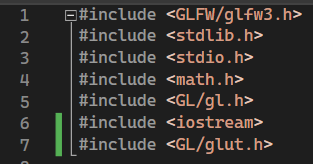 1 #include <GLFW/glfw3.h>
2 #include <stdlib.h>
3 #include <stdio.h>
4 #include <math.h>
5 #include <GL/gl.h>
6 #include <iostream>
7 #include <GL/glut.h>